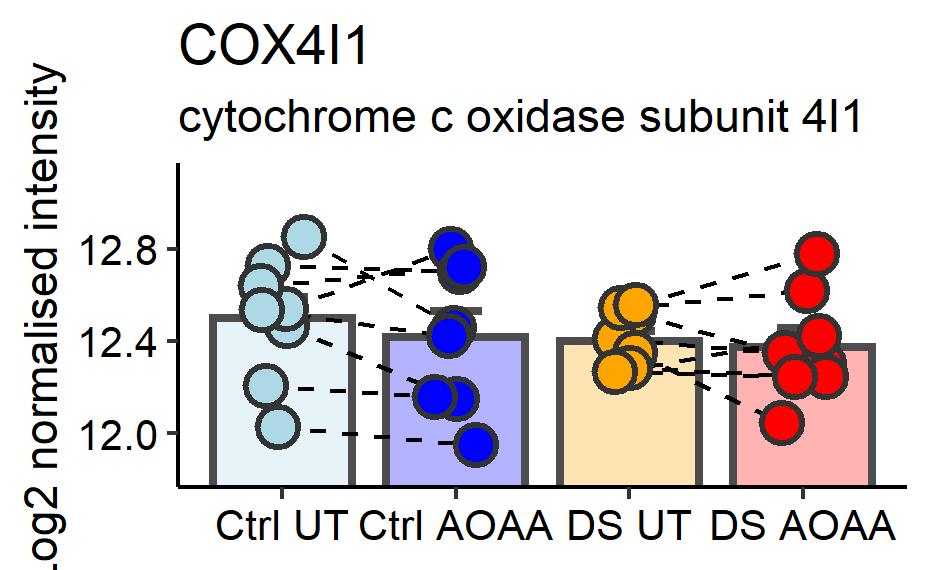 COX4I1
cytochrome c oxidase subunit 4I1
Log2 normalised intensity
12.8
12.4
12.0
Ctrl UT Ctrl AOAA DS UT DS AOAA